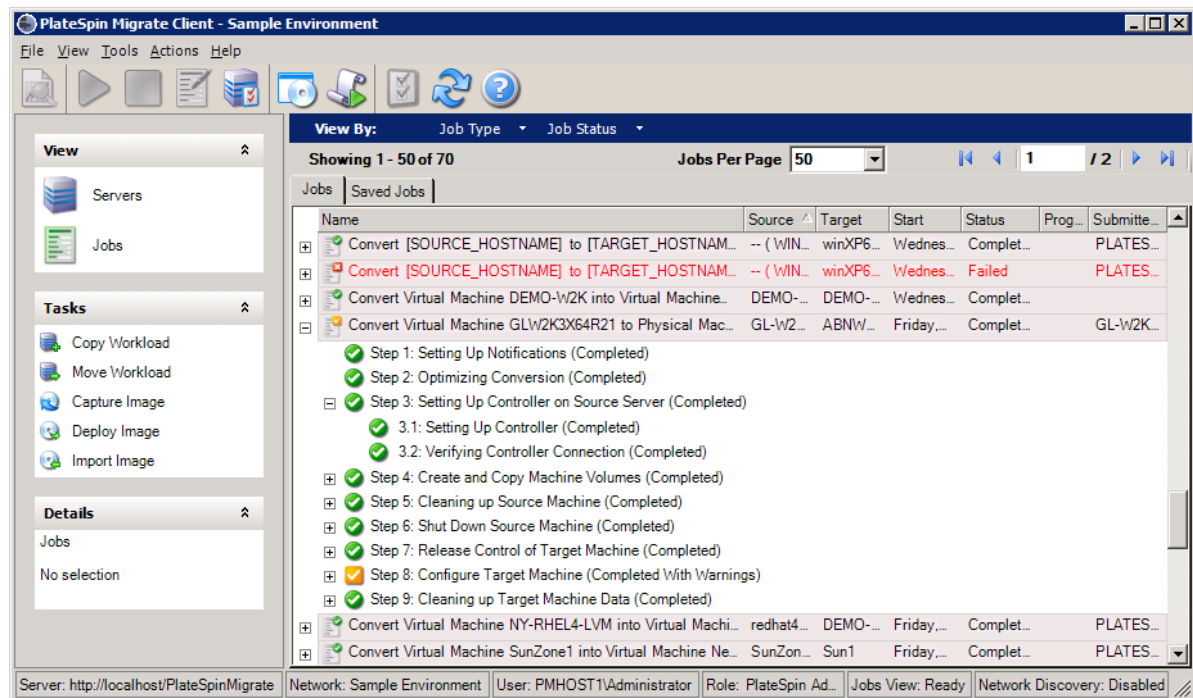 PlateSpin Migrate Client - Sample Environment
File View Tools Actions Help
View By: Job Type Job Status
View
Servers
Jobs
Tasks
Copy Workload
Move Workload
Capture Image
Deploy Image
Import Image
Details
Jobs
No selection
Showing 1 - 50 of 70 Jobs Per Page 50 1 / 2
Jobs Saved Jobs
Name Source Target Start Status Prog... Submitte...
Convert [SOURCE_HOSTNAME] to [TARGET_HOSTNAM... -- ( WIN... winXP6... Wednes... Complet... PLATES...
Convert [SOURCE_HOSTNAME] to [TARGET_HOSTNAM... -- ( WIN... winXP6... Wednes... Failed PLATES...
Convert Virtual Machine DEMO-W2K into Virtual Machine... DEMO-... DEMO-... Wednes... Complet...
Convert Virtual Machine GLW2K3X64R21 to Physical Mac... GL-W2... ABNW... Friday,... Complet... GL-W2K...
Step 1: Setting Up Notifications (Completed)
Step 2: Optimizing Conversion (Completed)
Step 3: Setting Up Controller on Source Server (Completed)
3.1: Setting Up Controller (Completed)
3.2: Verifying Controller Connection (Completed)
Step 4: Create and Copy Machine Volumes (Completed)
Step 5: Cleaning up Source Machine (Completed)
Step 6: Shut Down Source Machine (Completed)
Step 7: Release Control of Target Machine (Completed)
Step 8: Configure Target Machine (Completed With Warnings)
Step 9: Cleaning up Target Machine Data (Completed)
Convert Virtual Machine NY-RHEL4-LVM into Virtual Machi... redhat4... DEMO-... Friday,... Complet... PLATES...
Convert Virtual Machine SunZone1 into Virtual Machine Ne... SunZon... Sun1 Friday,... Complet... PLATES...
Server: http://localhost/PlateSpinMigrate Network: Sample Environment User: PMHOST1\Administrator Role: PlateSpin Ad... Jobs View: Ready Network Discovery: Disabled